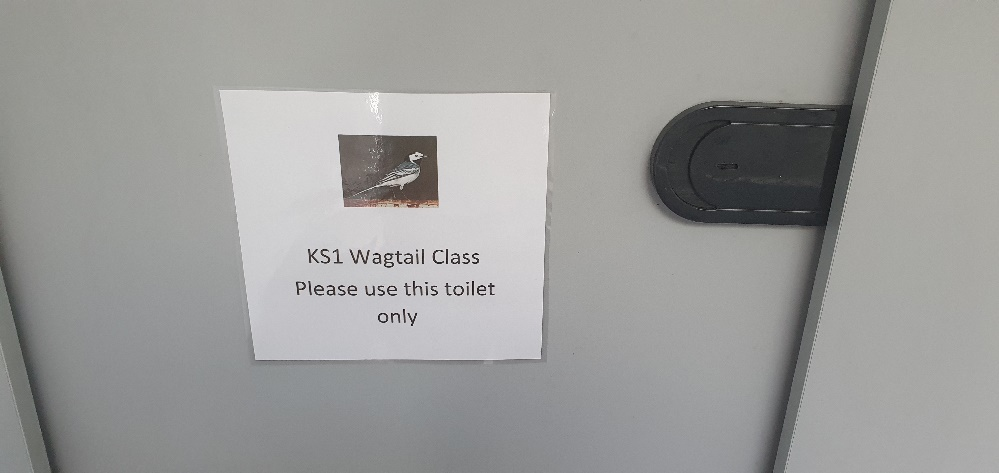 KS1 Wagtail Class
Please use this toilet
only